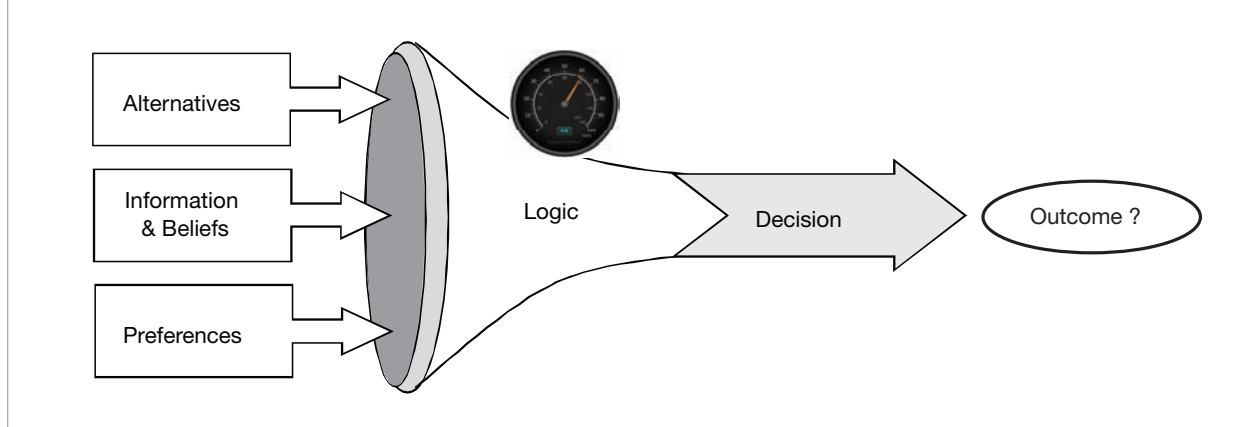 Alternatives
Information
& Beliefs
Preferences
Logic
Decision
Outcome ?